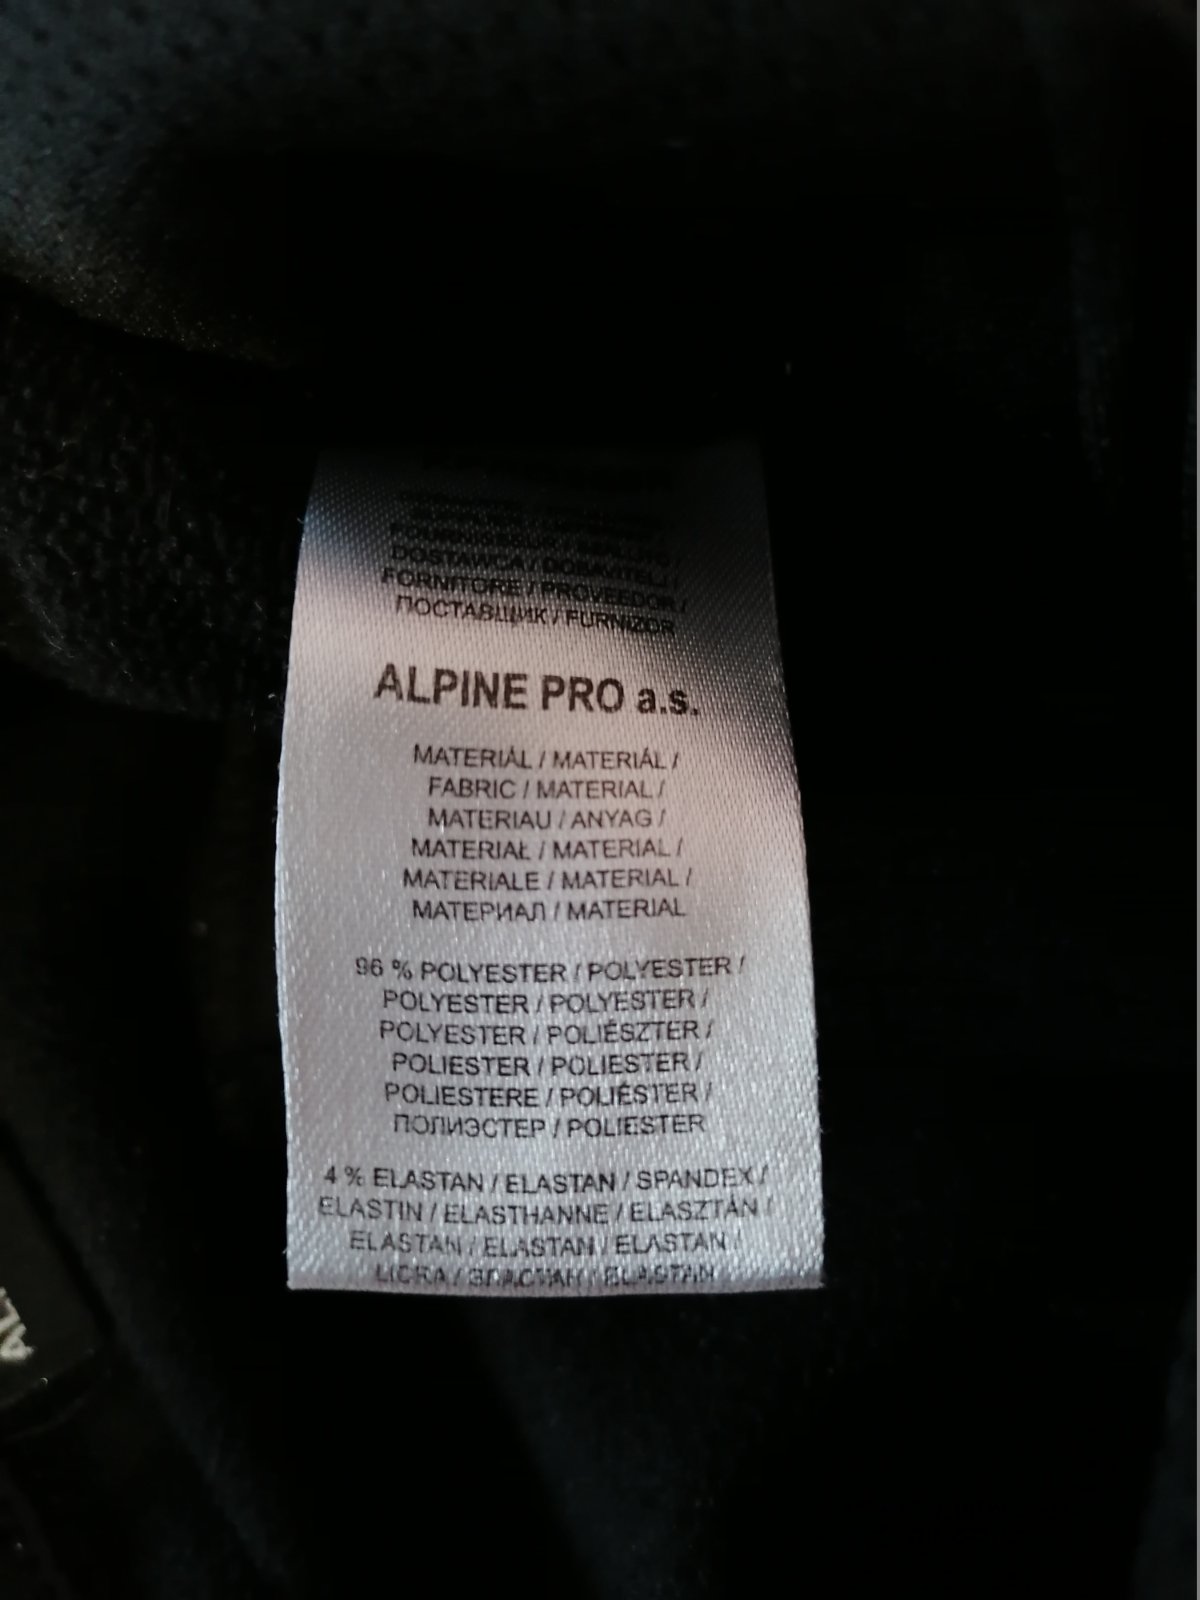 FOURNISSEUR /
DOSTAWCA / DOBAVITELJ /
FORNITORE / PROVEEDOR /
ПОСТАВЩИК / FURNIZOR
ALPINE PRO a.s.
MATERIÁL / MATERIÁL /
FABRIC / MATERIAL /
MATERIAU / ANYAG /
MATERIAŁ / MATERIAL /
MATERIALE / MATERIAL /
МАТЕРИАЛ / MATERIAL
96 % POLYESTER / POLYESTER /
POLYESTER / POLYESTER /
POLYESTER / POLIÉSZTER /
POLIESTER / POLIESTER /
POLIESTERE / POLIÉSTER /
ПОЛИЭСТЕР / POLIESTER
4 % ELASTAN / ELASTAN / SPANDEX /
ELASTIN / ELASTHANNE / ELASZTÁN /
ELASTAN / ELASTAN / ELASTAN /
LICRA / ЭЛАСТАН / ELASTAN